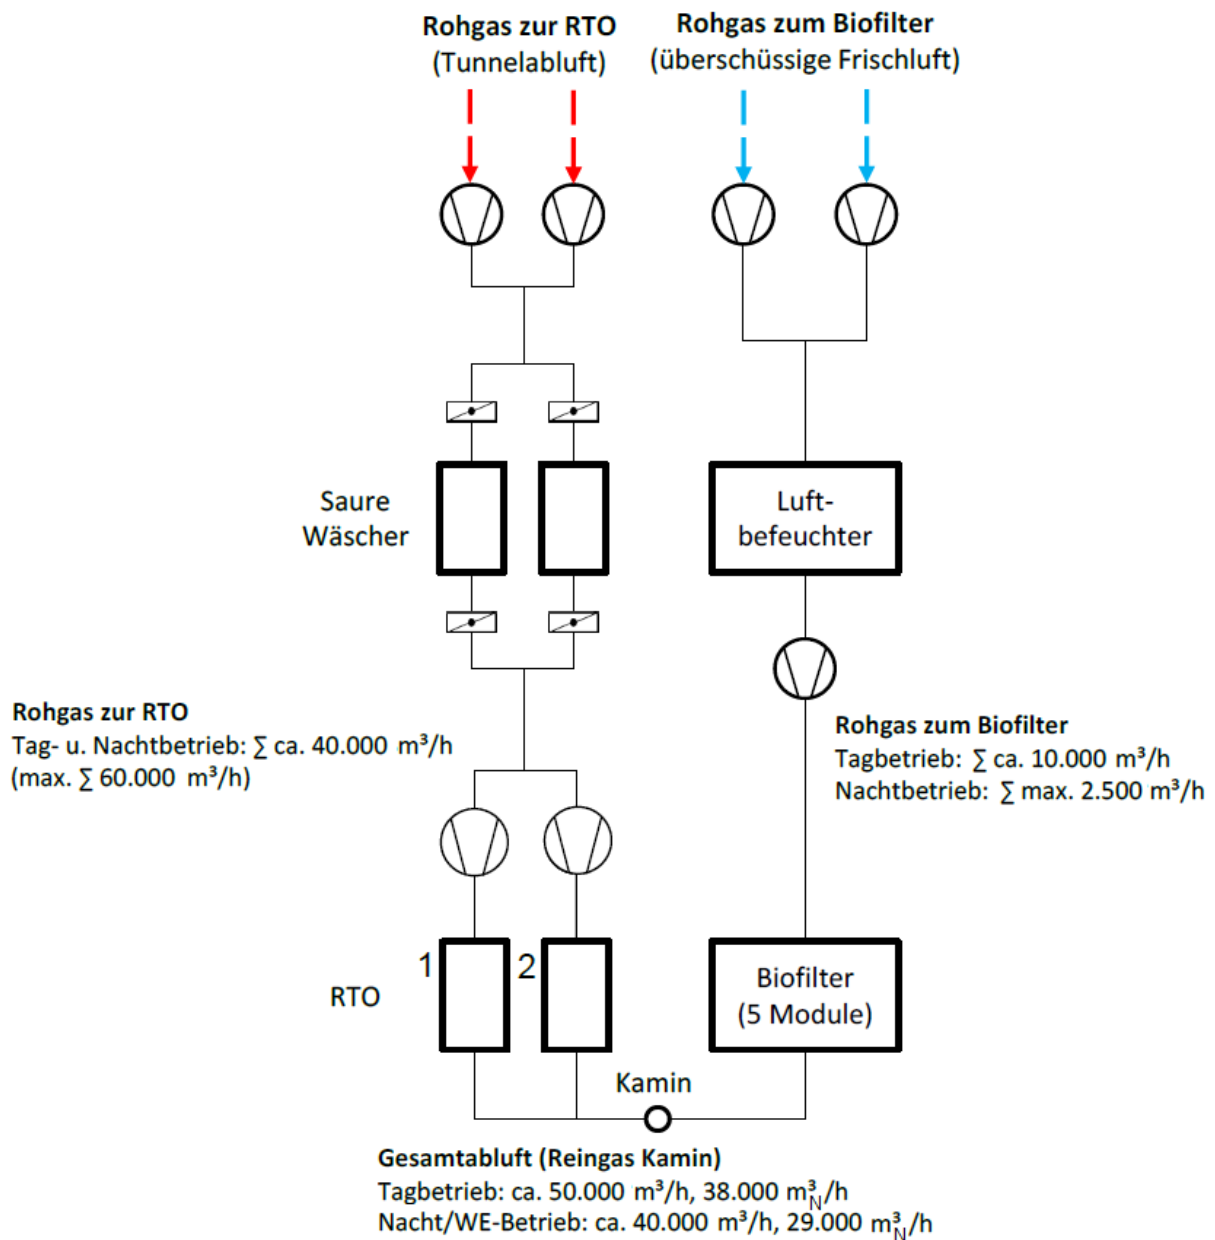 Rohgas zur RTO
(Tunnelabluft)
Rohgas zum Biofilter
(überschüssige Frischluft)
Saure
Wäscher
Luft-
befeuchter
Rohgas zur RTO
Tag- u. Nachtbetrieb: ∑ ca. 40.000 m³/h
(max. ∑ 60.000 m³/h)
Rohgas zum Biofilter
Tagbetrieb: ∑ ca. 10.000 m³/h
Nachtbetrieb: ∑ max. 2.500 m³/h
1
2
RTO
Biofilter
(5 Module)
Kamin
Gesamtabluft (Reingas Kamin)
Tagbetrieb: ca. 50.000 m³/h, 38.000 m³N/h
Nacht/WE-Betrieb: ca. 40.000 m³/h, 29.000 m³N/h